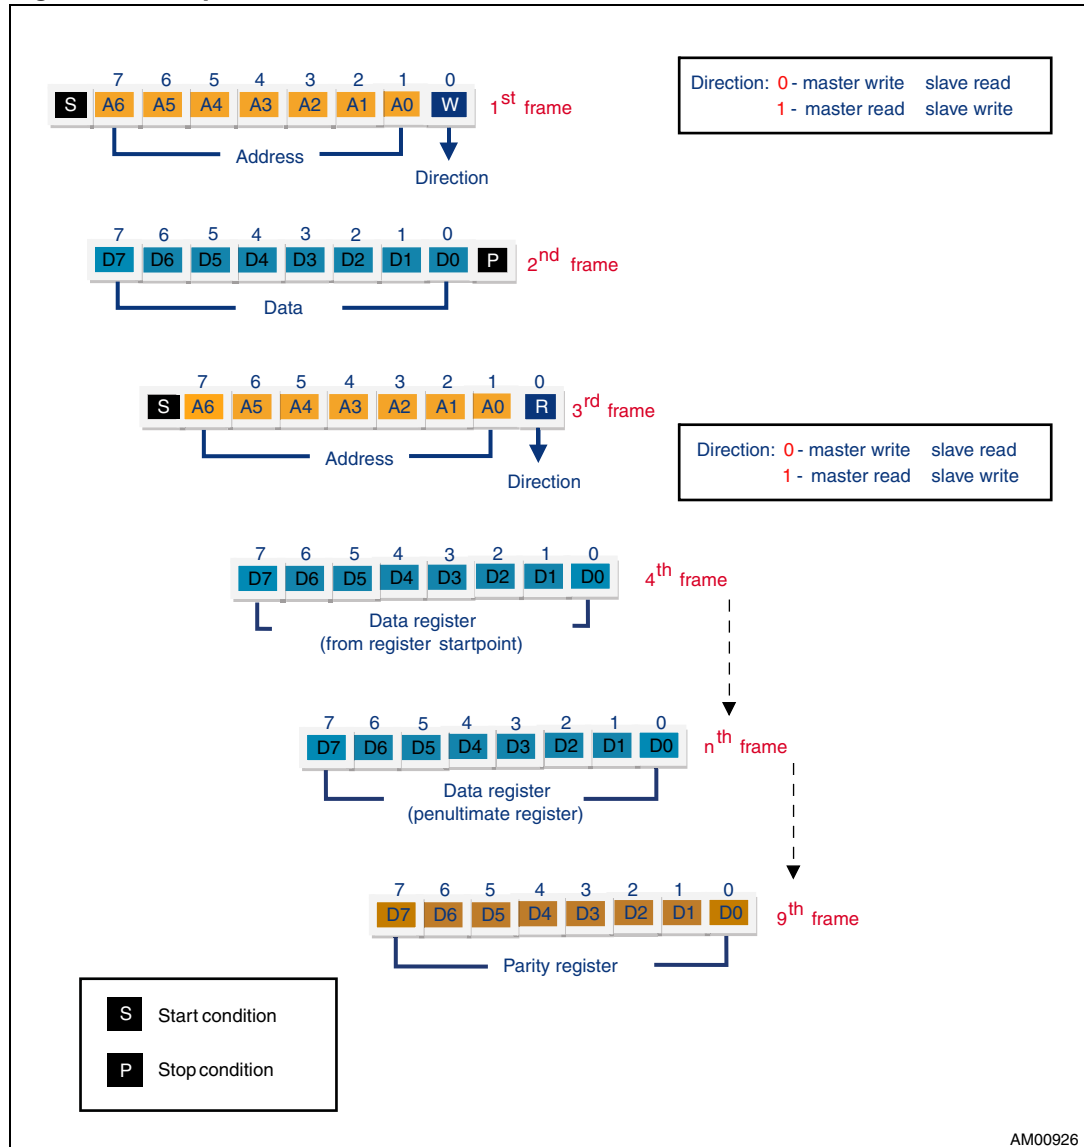 7 6 5 4 3 2 1 0
S A6 A5 A4 A3 A2 A1 A0 W 1st frame
Address
Direction
Direction: 0 - master write slave read
1 - master read slave write
7 6 5 4 3 2 1 0
D7 D6 D5 D4 D3 D2 D1 D0 P 2nd frame
Data
7 6 5 4 3 2 1 0
S A6 A5 A4 A3 A2 A1 A0 R 3rd frame
Address
Direction
Direction: 0 - master write slave read
1 - master read slave write
7 6 5 4 3 2 1 0
D7 D6 D5 D4 D3 D2 D1 D0 4th frame
Data register
(from register startpoint)
7 6 5 4 3 2 1 0
D7 D6 D5 D4 D3 D2 D1 D0 nth frame
Data register
(penultimate register)
7 6 5 4 3 2 1 0
D7 D6 D5 D4 D3 D2 D1 D0 9th frame
Parity register
S Start condition
P Stop condition
AM00926